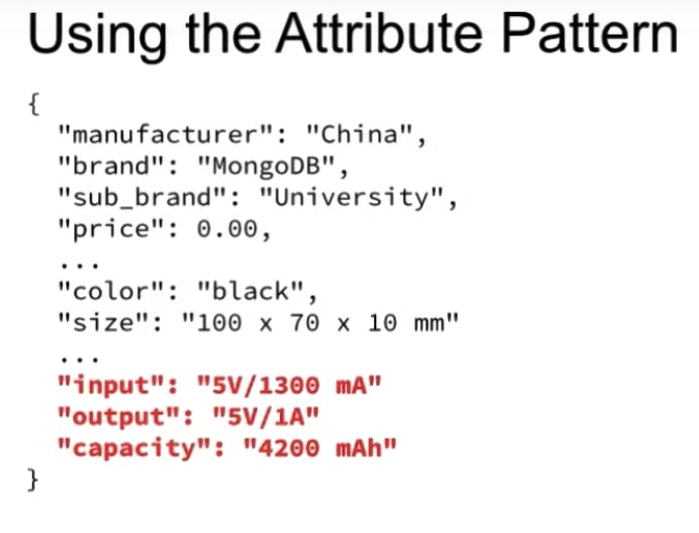 Using the Attribute Pattern
{
"manufacturer": "China",
"brand": "MongoDB",
"sub_brand": "University",
"price": 0.00,
...
"color": "black",
"size": "100 x 70 x 10 mm"
...
"input": "5V/1300 mA"
"output": "5V/1A"
"capacity": "4200 mAh"
}